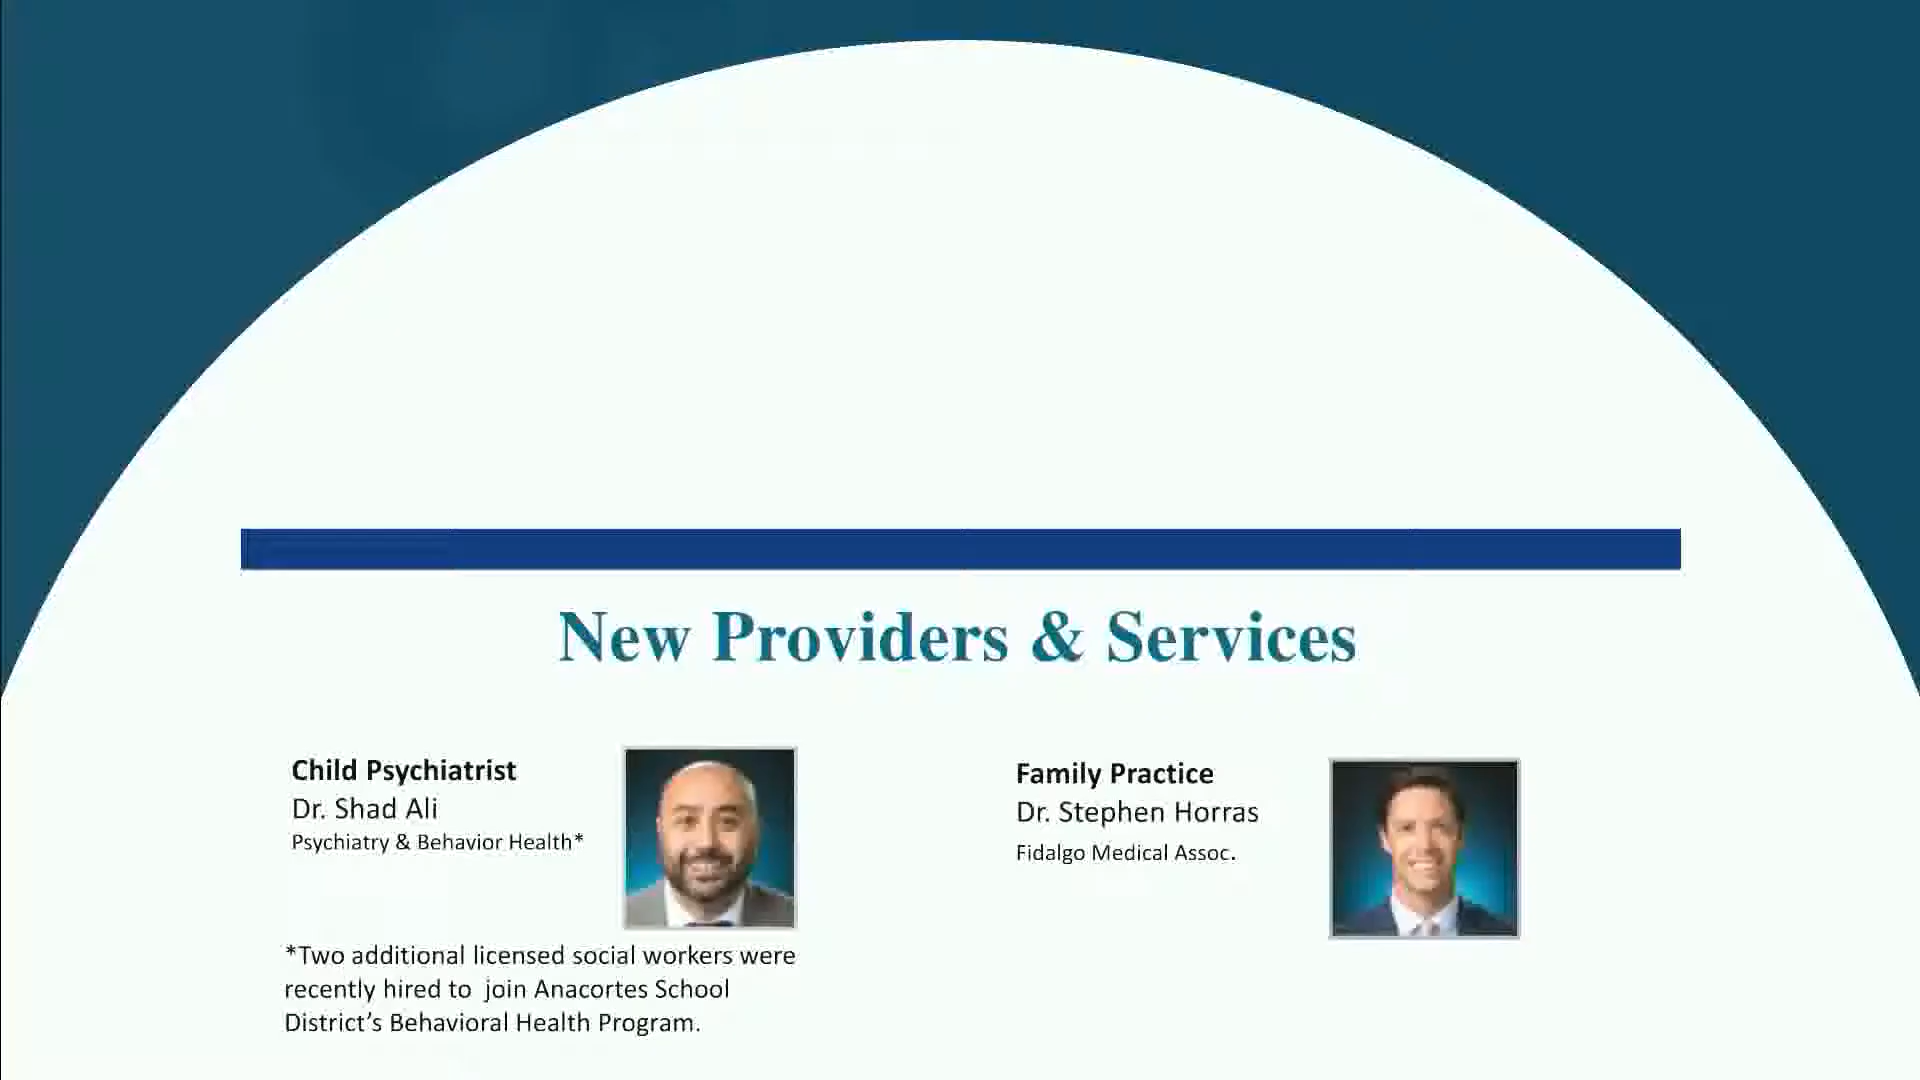 New Providers & Services
Child Psychiatrist
Dr. Shad Ali
Psychiatry & Behavior Health*
*Two additional licensed social workers were
recently hired to  join Anacortes School
District’s Behavioral Health Program.
Family Practice
Dr. Stephen Horras
Fidalgo Medical Assoc.